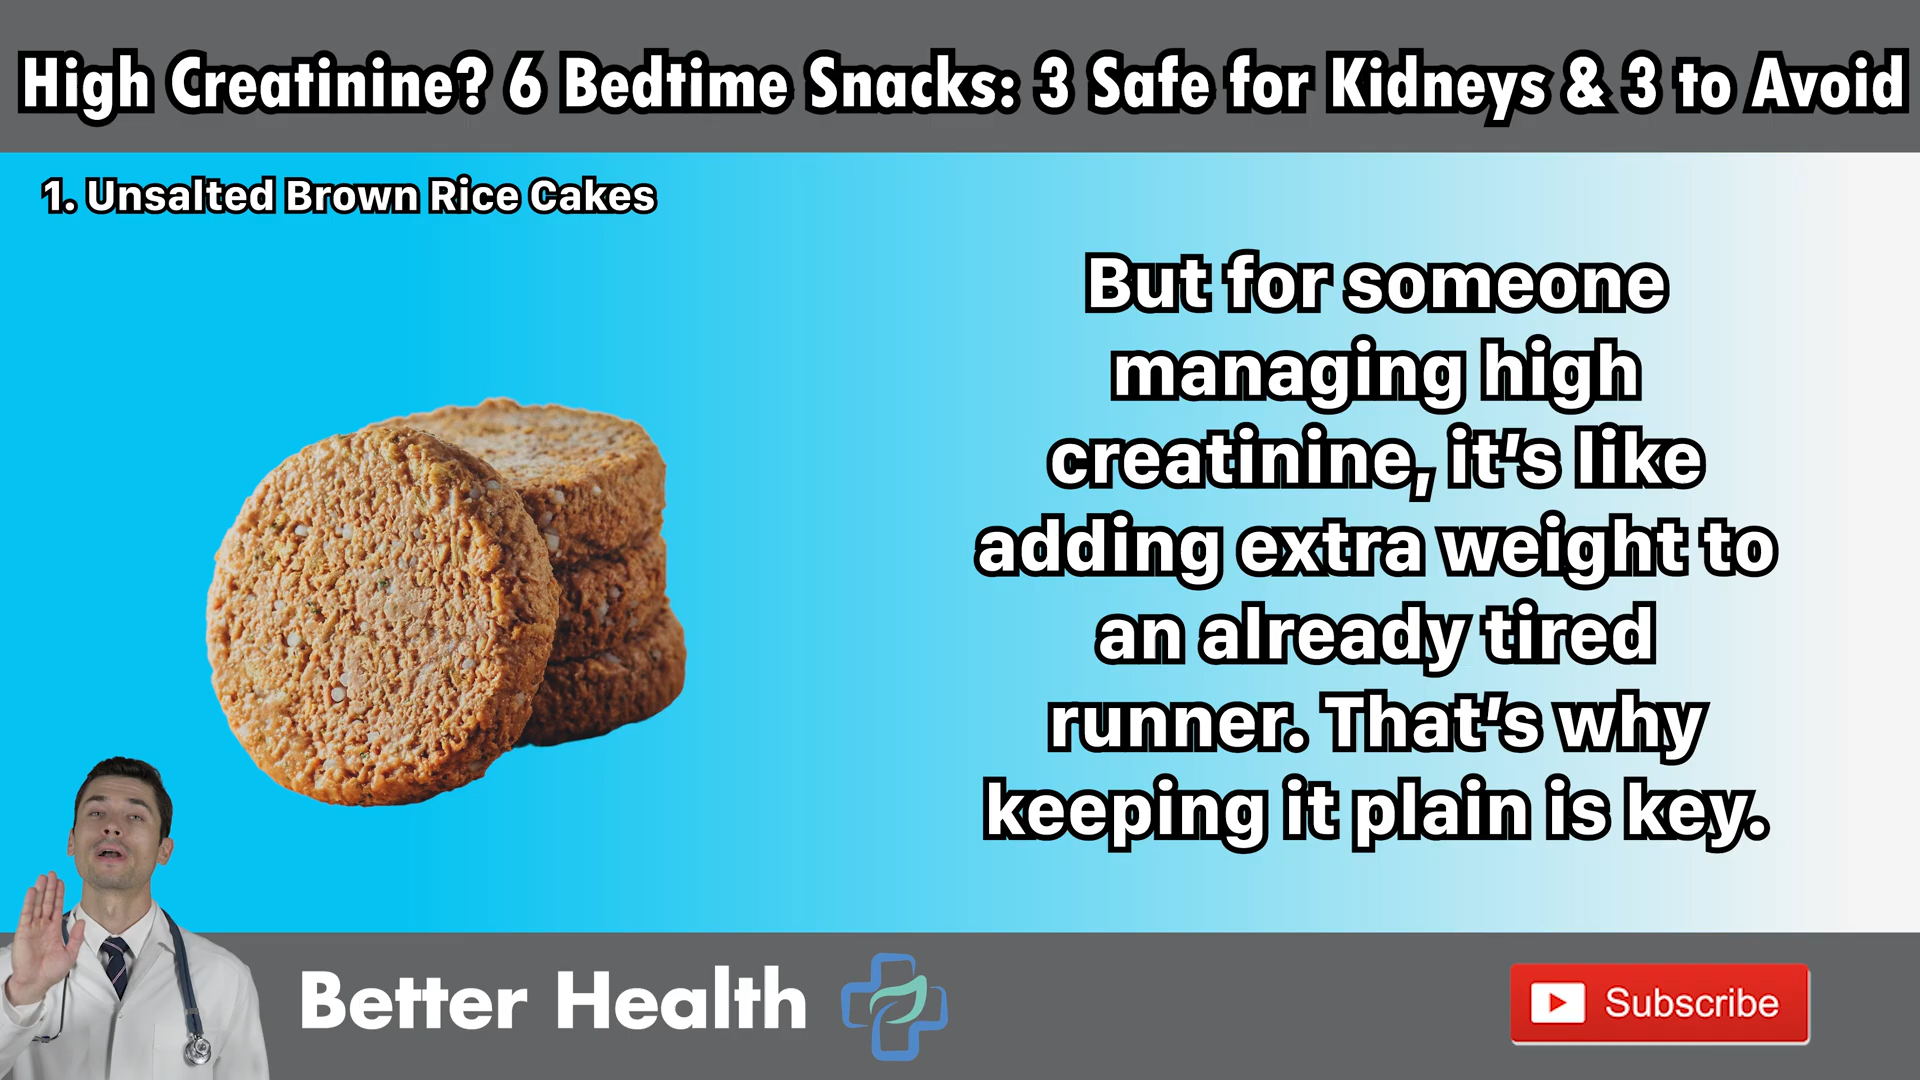 High Creatinine? 6 Bedtime Snacks: 3 Safe for Kidneys & 3 to Avoid
1. Unsalted Brown Rice Cakes
But for someone
managing high
creatinine, it’s like
adding extra weight to
an already tired
runner. That’s why
keeping it plain is key.
Better Health
Subscribe